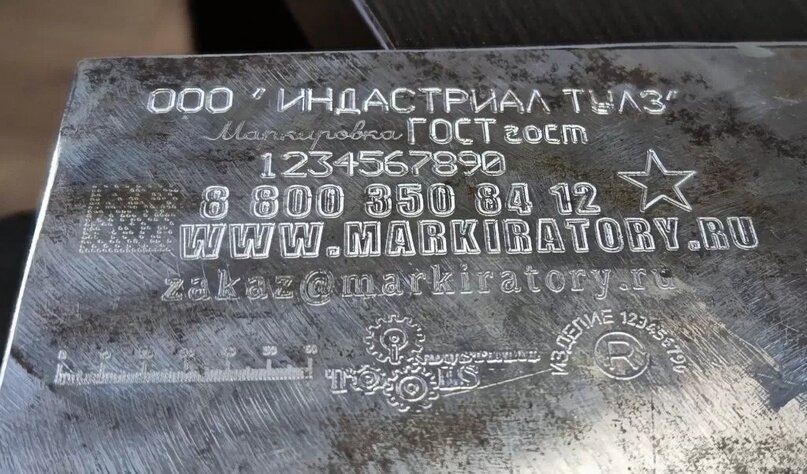 ООО "ИНДАСТРИАЛ ТУЛЗ"
Маркировка ГОСТ гост
1234567890
8 800 350 84 12
WWW.MARKIRATORY.RU
zakaz@markiratory.ru
ИЗДЕЛИЕ 1234567890
R
TOOLS